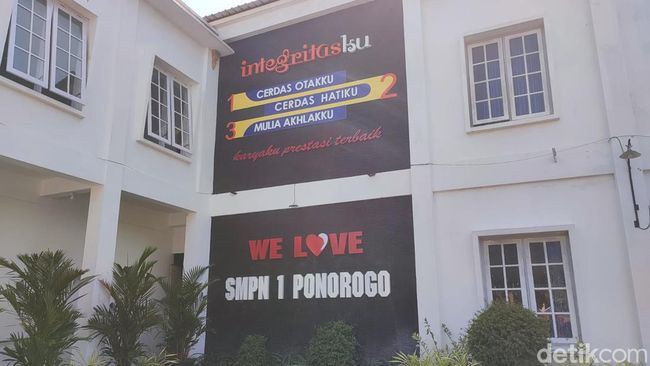 integritasku
1 CERDAS OTAKKU
CERDAS HATIKU 2
3 MULIA AKHLAKKU
karyaku prestasi terbaik
WE LOVE
SMPN 1 PONOROGO
detikcom